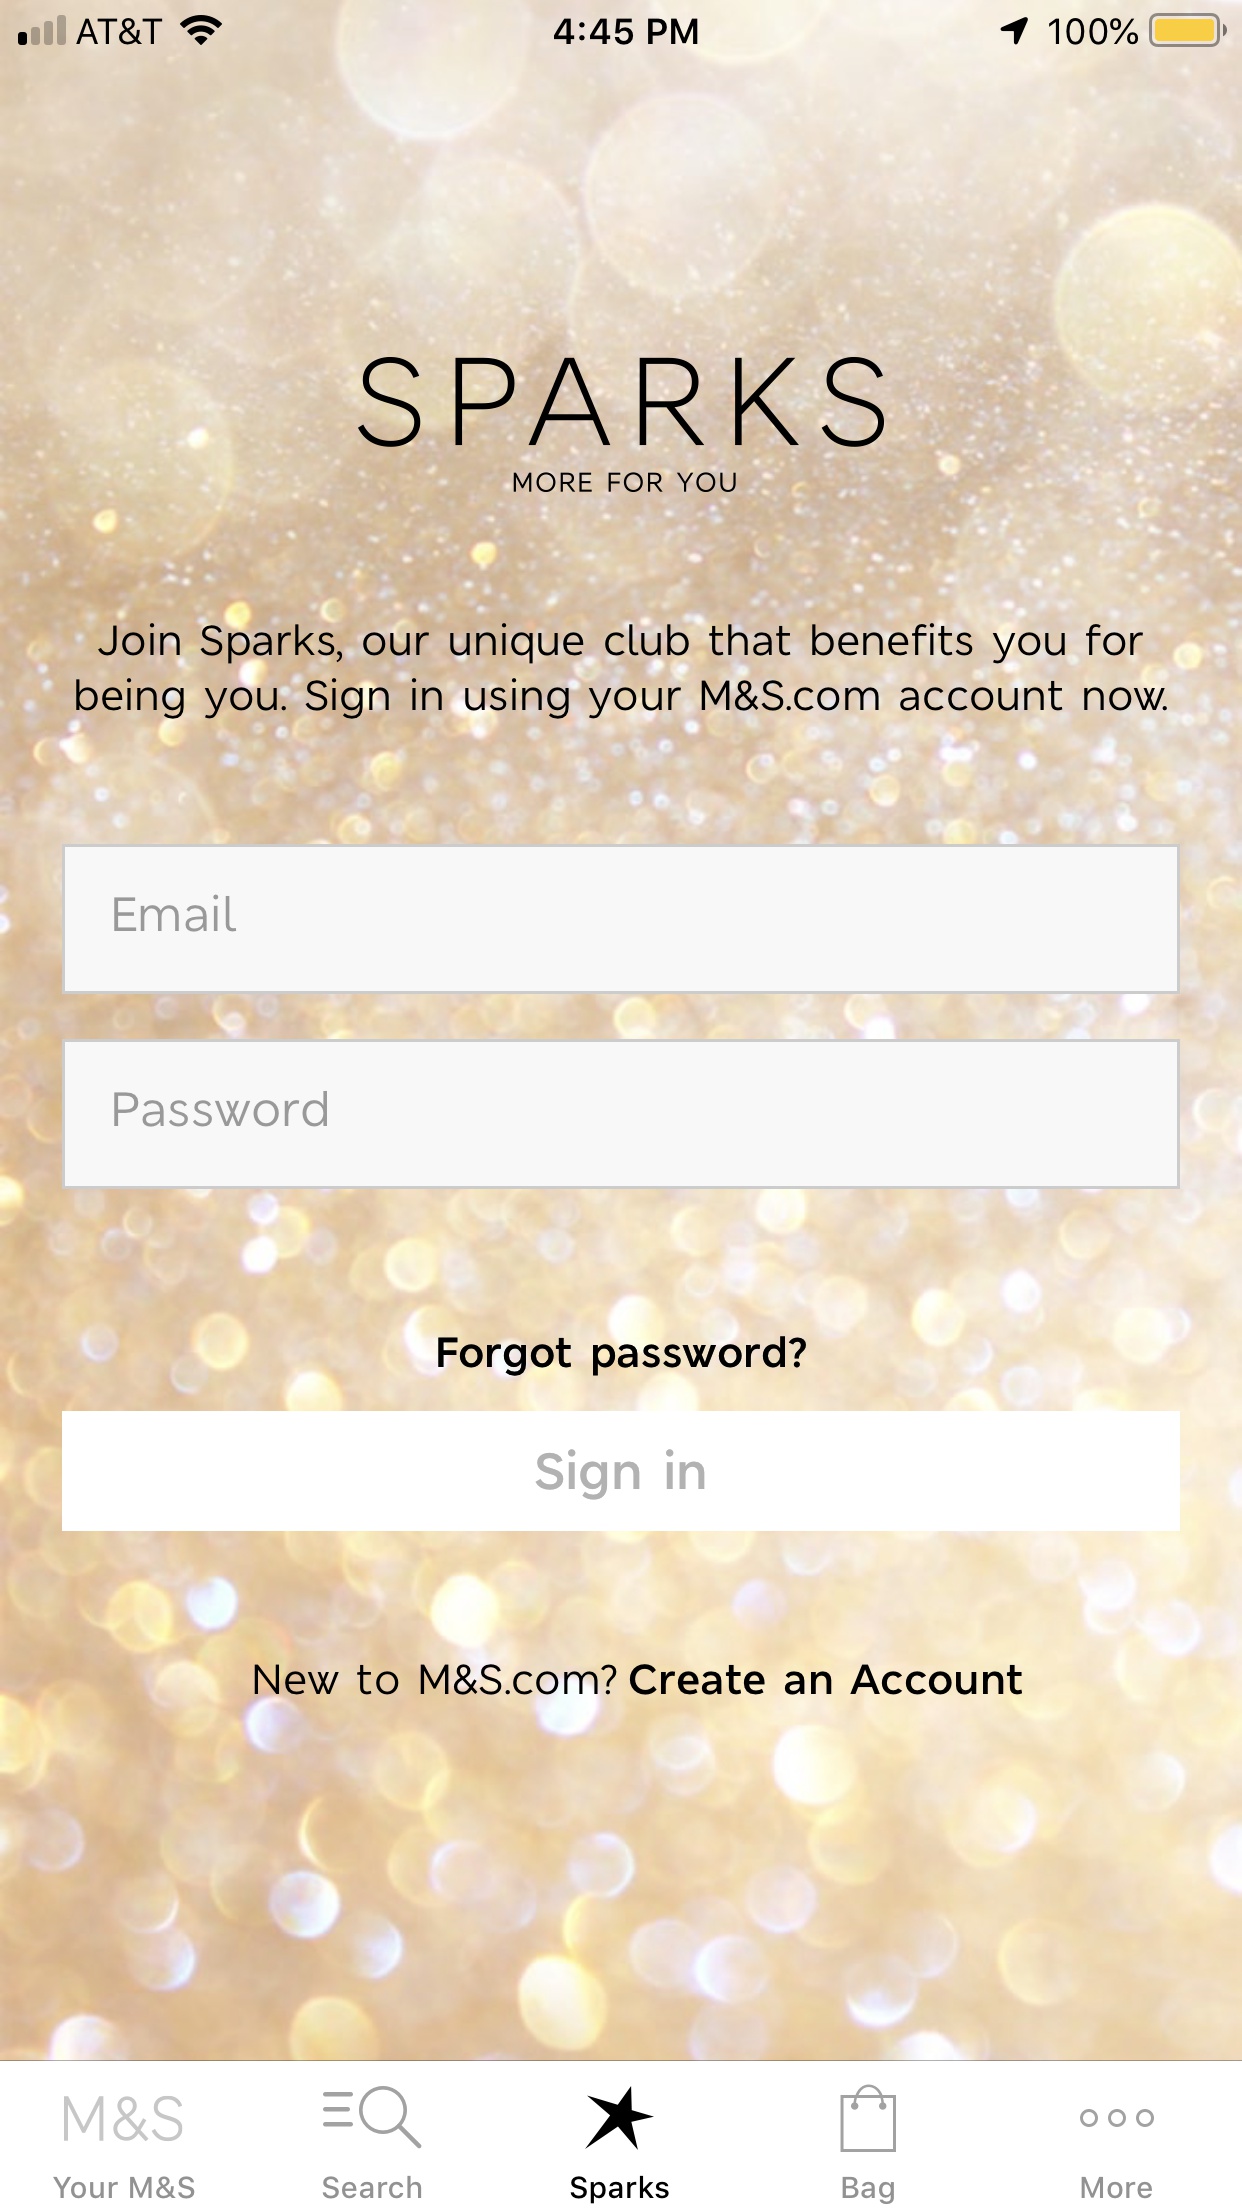 AT&T 4:45 PM 100%
SPARKS
MORE FOR YOU
Join Sparks, our unique club that benefits you for
being you. Sign in using your M&S.com account now.
Email
Password
Forgot password?
Sign in
New to M&S.com? Create an Account
M&S
Your M&S Search Sparks Bag More